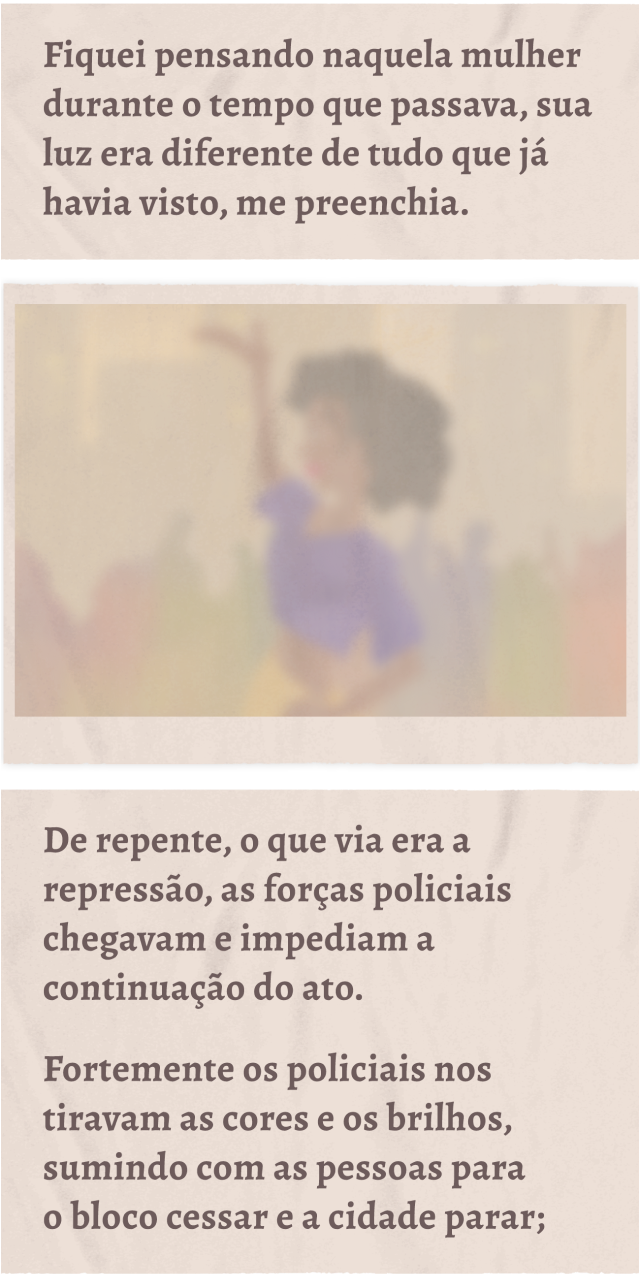 Fiquei pensando naquela mulher
durante o tempo que passava, sua
luz era diferente de tudo que já
havia visto, me preenchia.
De repente, o que via era a
repressão, as forças policiais
chegavam e impediam a
continuação do ato.
Fortemente os policiais nos
tiravam as cores e os brilhos,
sumindo com as pessoas para
o bloco cessar e a cidade parar;